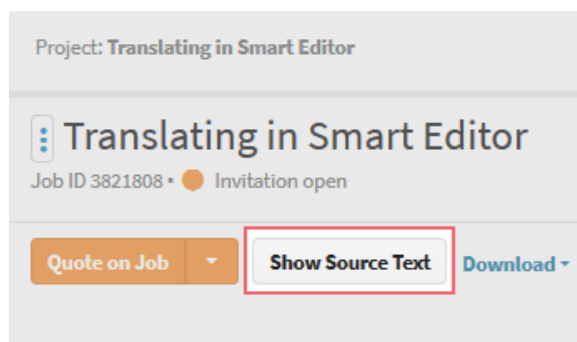 Project: Translating in Smart Editor
Translating in Smart Editor
Job ID 3821808 • Invitation open
Quote on Job Show Source Text Download